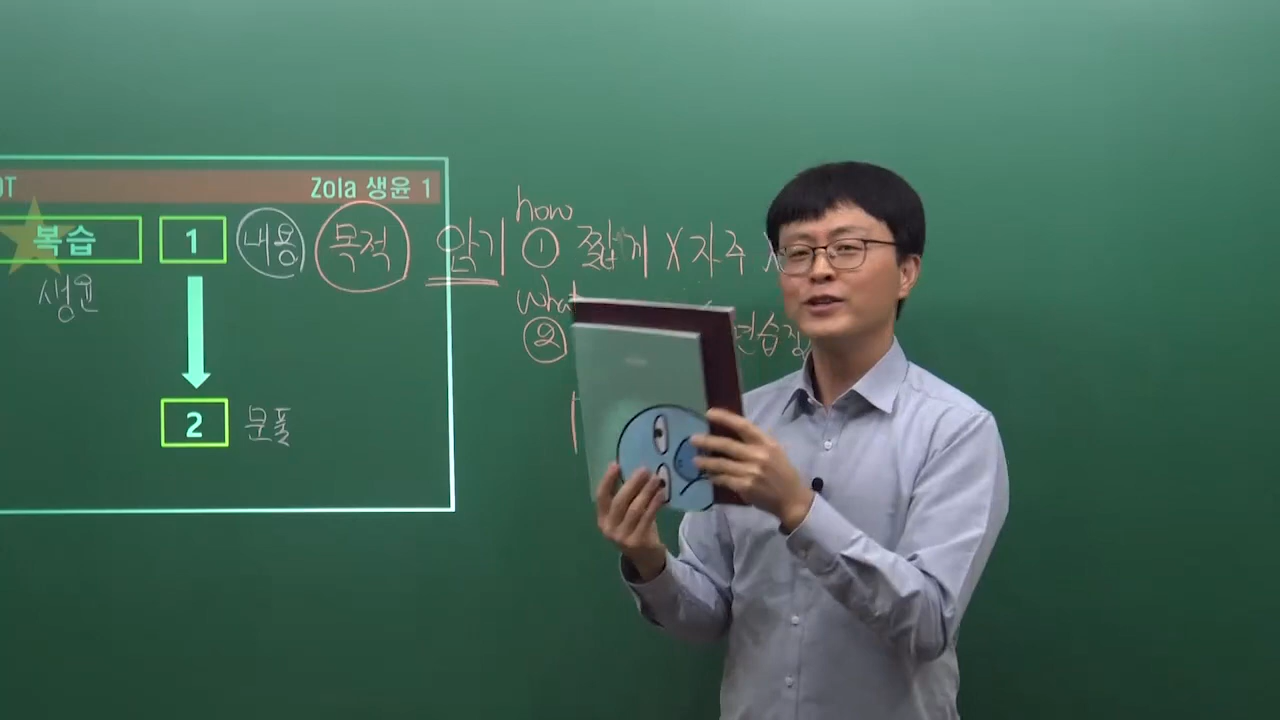 OT
Zola 생윤 1
복습 1 내용 목적 암기 how ① 짧게 X 자주 X
생윤
what
②
연습장
2 문풀